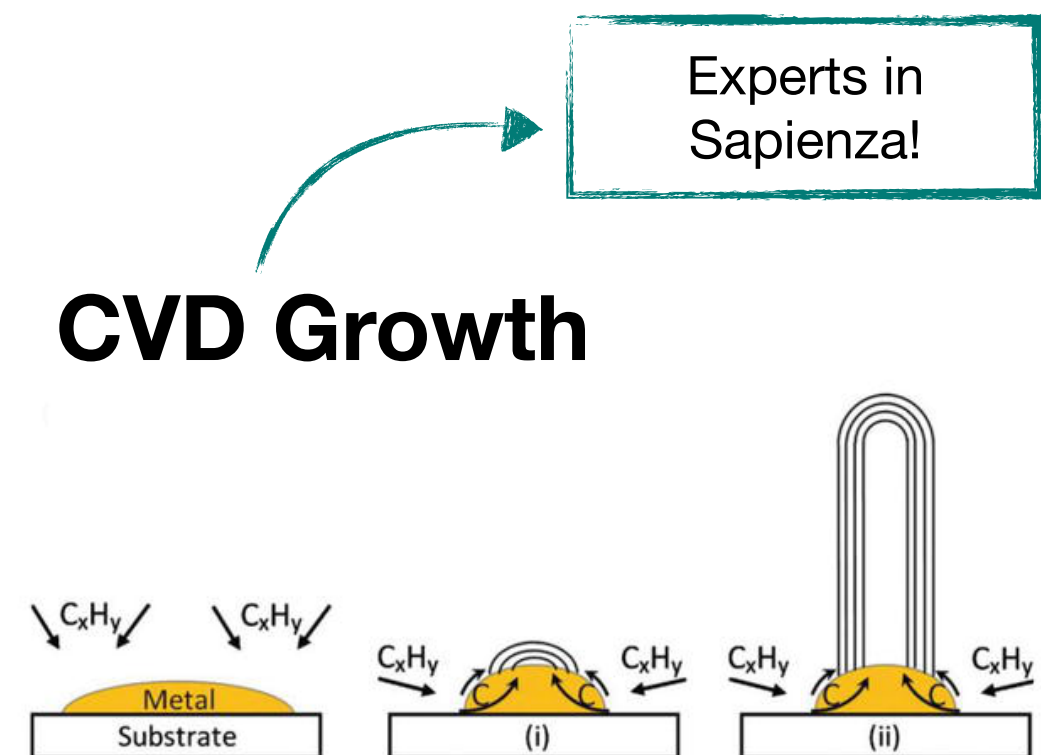 Experts in
Sapienza!
CVD Growth
CxHy CxHy
Metal
Substrate
CxHy C C CxHy
(i)
CxHy C C CxHy
(ii)